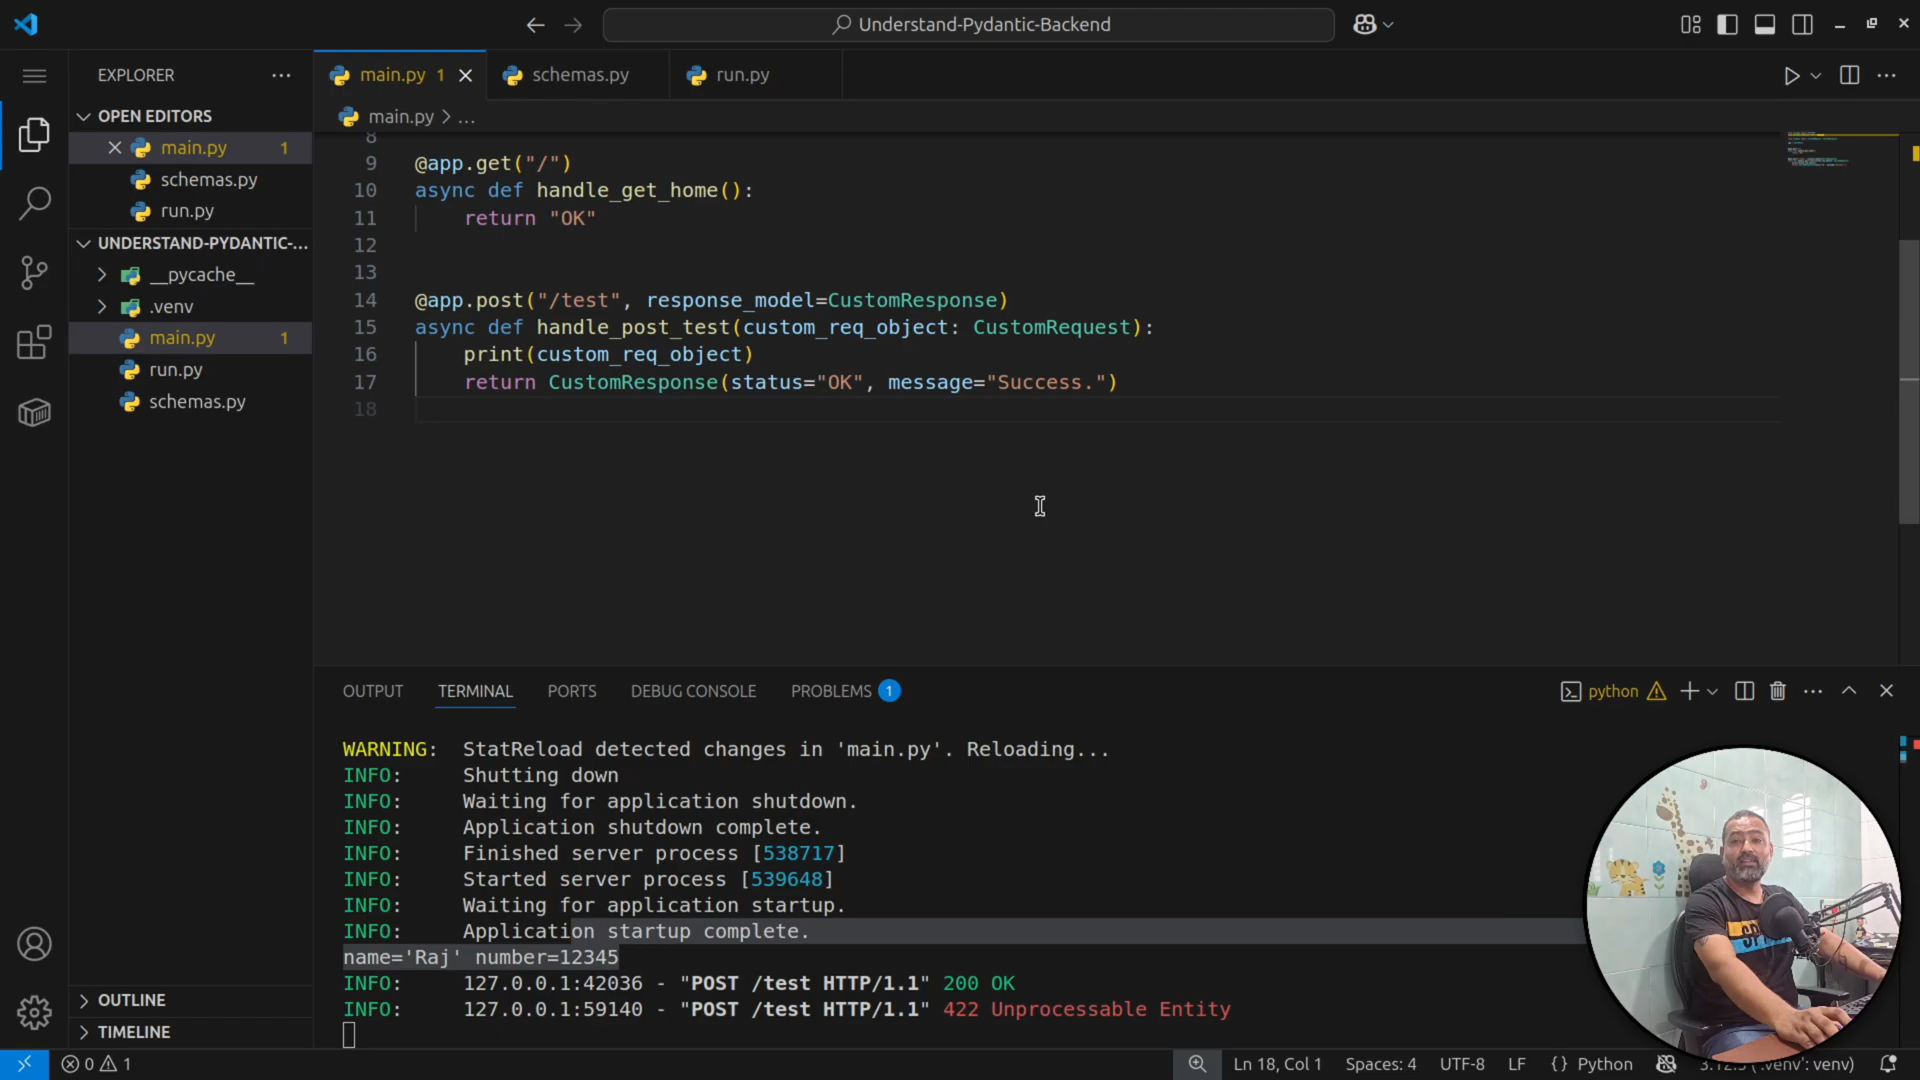 Understand-Pydantic-Backend
EXPLORER
OPEN EDITORS
main.py 1
schemas.py
run.py
UNDERSTAND-PYDANTIC-...
__pycache__
.venv
main.py 1
run.py
schemas.py
OUTLINE
TIMELINE
main.py 1
schemas.py
run.py
main.py > ...
8
9 @app.get("/")
10 async def handle_get_home():
11 return "OK"
12
13
14 @app.post("/test", response_model=CustomResponse)
15 async def handle_post_test(custom_req_object: CustomRequest):
16 print(custom_req_object)
17 return CustomResponse(status="OK", message="Success.")
18
OUTPUT TERMINAL PORTS DEBUG CONSOLE PROBLEMS 1
python
WARNING: StatReload detected changes in 'main.py'. Reloading...
INFO: Shutting down
INFO: Waiting for application shutdown.
INFO: Application shutdown complete.
INFO: Finished server process [538717]
INFO: Started server process [539648]
INFO: Waiting for application startup.
INFO: Application startup complete.
name='Raj' number=12345
INFO: 127.0.0.1:42036 - "POST /test HTTP/1.1" 200 OK
INFO: 127.0.0.1:59140 - "POST /test HTTP/1.1" 422 Unprocessable Entity
0 1
Ln 18, Col 1 Spaces: 4 UTF-8 LF {} Python 'venv': venv)